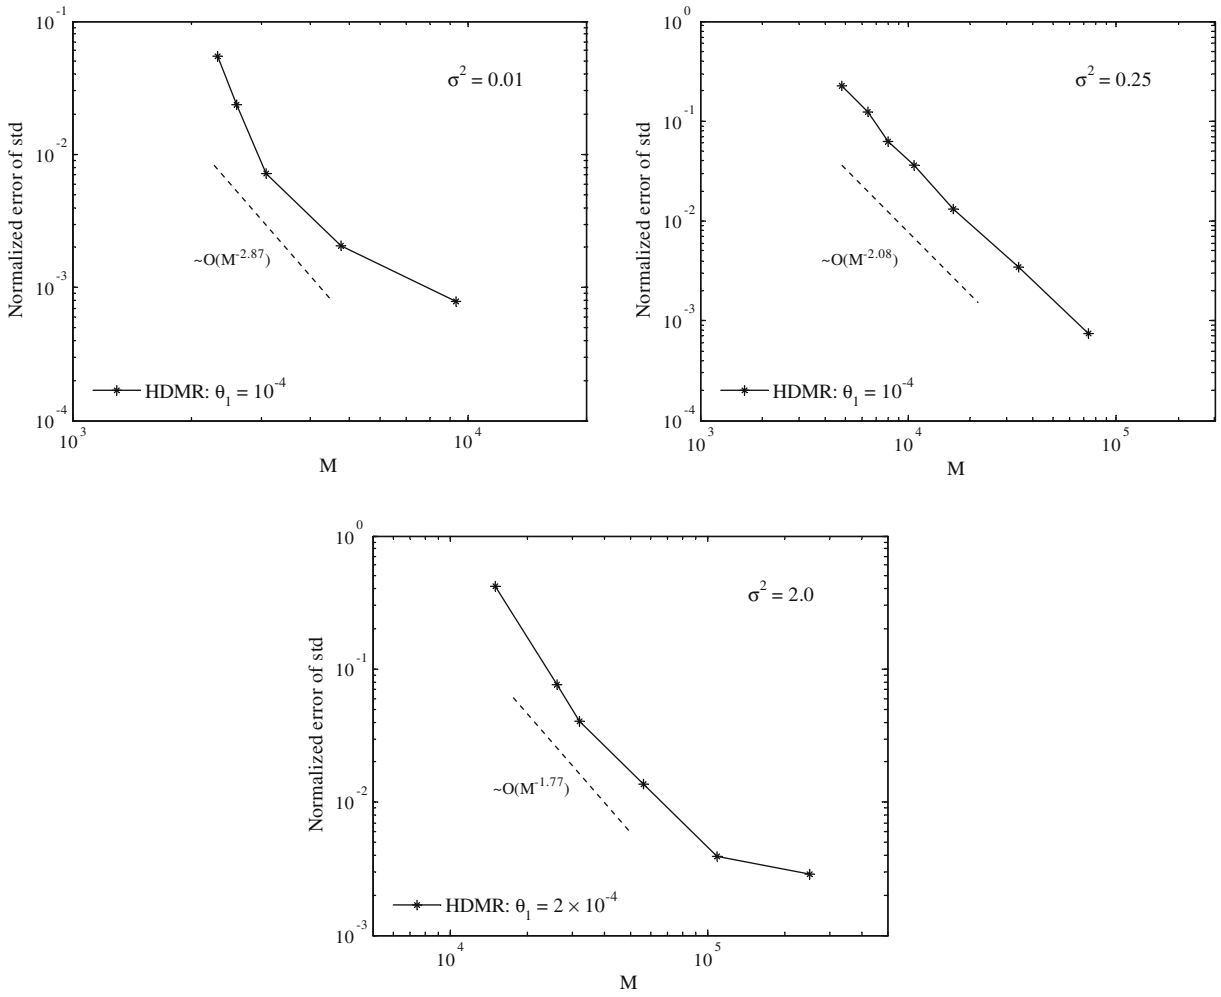 10^-1
10^-2
10^-3
10^-4
Normalized error of std
σ^2 = 0.01
~O(M^-2.87)
HDMR: θ_1 = 10^-4
10^3
10^4
M
10^0
10^-1
10^-2
10^-3
10^-4
Normalized error of std
σ^2 = 0.25
~O(M^-2.08)
HDMR: θ_1 = 10^-4
10^3
10^4
10^5
M
10^0
10^-1
10^-2
10^-3
Normalized error of std
σ^2 = 2.0
~O(M^-1.77)
HDMR: θ_1 = 2 × 10^-4
10^4
10^5
M